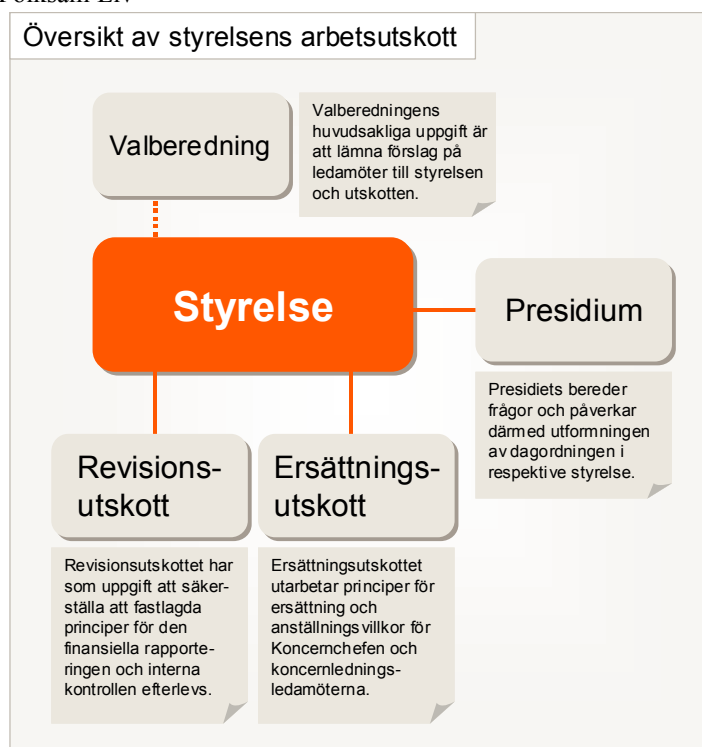 Översikt av styrelsens arbetsutskott
Valberedning
Valberedningens
huvudsakliga uppgift är
att lämna förslag på
ledamöter till styrelsen
och utskotten.
Styrelse
Presidium
Presidiets bereder
frågor och påverkar
därmed utformningen
av dagordningen i
respektive styrelse.
Revisions-
utskott
Ersättnings-
utskott
Revisionsutskottet har
som uppgift att säker-
ställa att fastlagda
principer för den
finansiella rapporte-
ringen och interna
kontrollen efterlevs.
Ersättningsutskottet
utarbetar principer för
ersättning och
anställningsvillkor för
Koncernchefen och
koncernlednings-
ledamöterna.